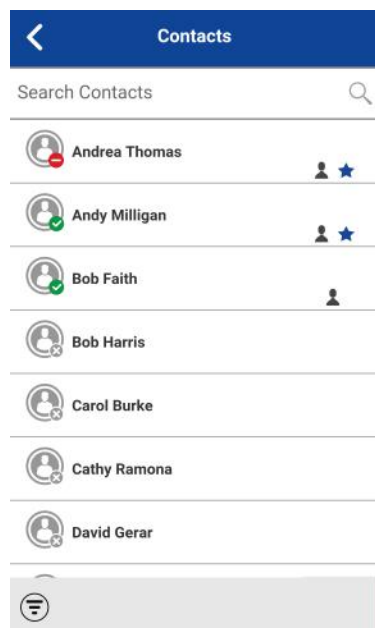 Contacts
Search Contacts
Andrea Thomas
Andy Milligan
Bob Faith
Bob Harris
Carol Burke
Cathy Ramona
David Gerar